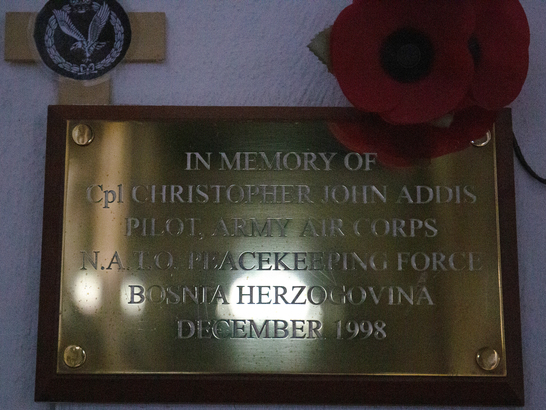 IN MEMORY OF
Cpl CHRISTOPHER JOHN ADDIS
PILOT, ARMY AIR CORPS
N.A.T.O. PEACEKEEPING FORCE
BOSNIA HERZOGOVINA
DECEMBER 1998